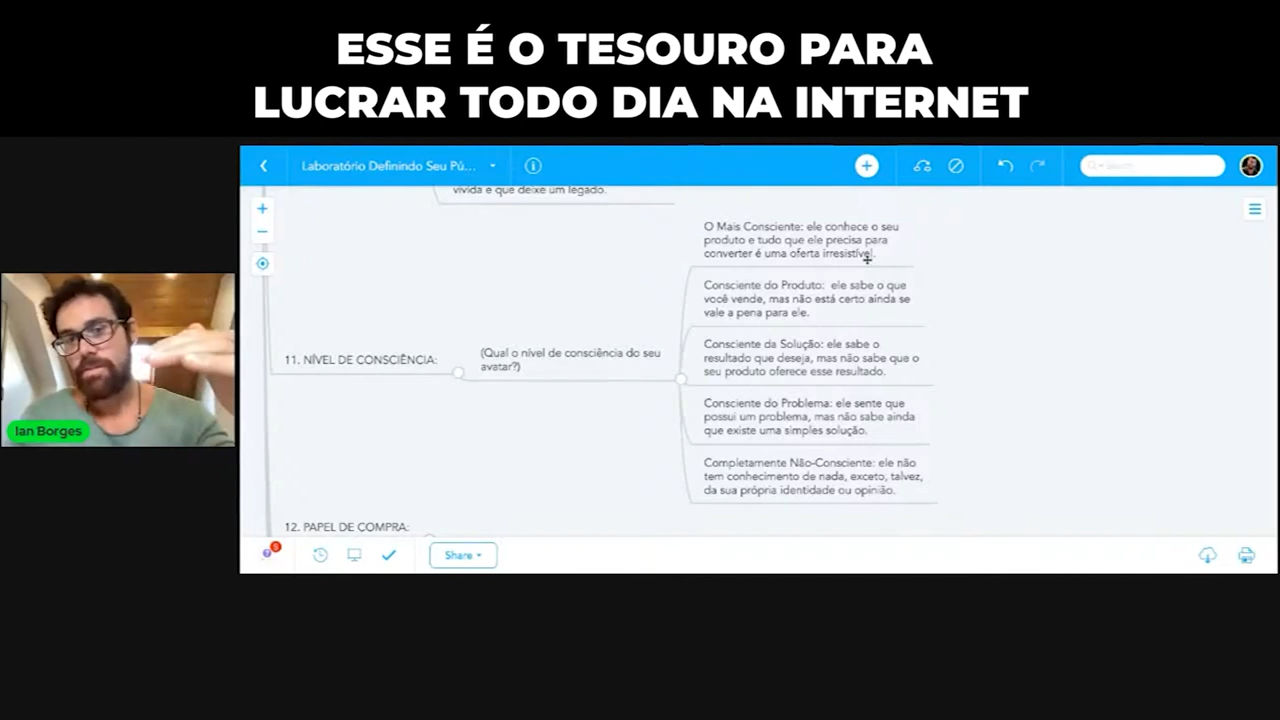 ESSE É O TESOURO PARA
LUCRAR TODO DIA NA INTERNET
Laboratório Definindo Seu Pú...
vivida e que deixe um legado.
O Mais Consciente: ele conhece o seu
produto e tudo que ele precisa para
converter é uma oferta irresistível.
Consciente do Produto: ele sabe o que
você vende, mas não está certo ainda se
vale a pena para ele.
11. NÍVEL DE CONSCIÊNCIA:
(Qual o nível de consciência do seu
avatar?)
Consciente da Solução: ele sabe o
resultado que deseja, mas não sabe que o
seu produto oferece esse resultado.
Consciente do Problema: ele sente que
possui um problema, mas não sabe ainda
que existe uma simples solução.
Completamente Não-Consciente: ele não
tem conhecimento de nada, exceto, talvez,
da sua própria identidade ou opinião.
Ian Borges
12. PAPEL DE COMPRA:
Share